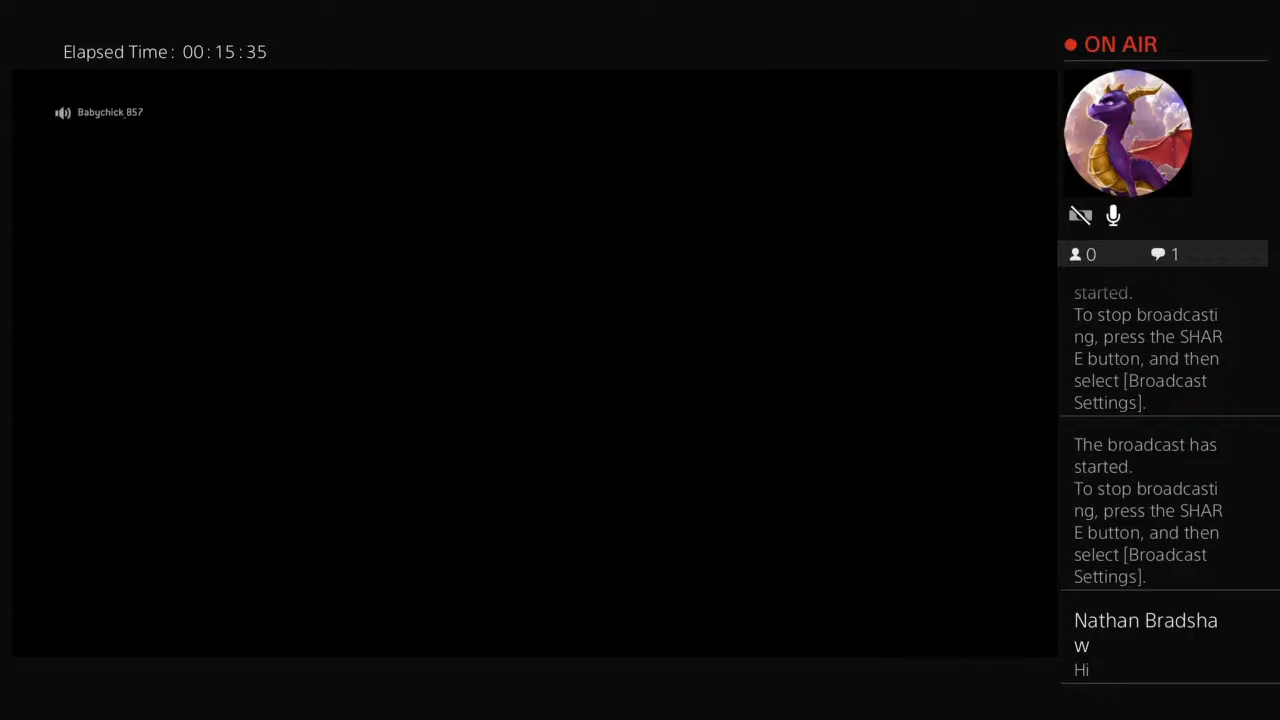 Elapsed Time: 00:15:35
ON AIR
Babychick_857
0 1
started.
To stop broadcasti
ng, press the SHAR
E button, and then
select [Broadcast
Settings].
The broadcast has
started.
To stop broadcasti
ng, press the SHAR
E button, and then
select [Broadcast
Settings].
Nathan Bradsha
w
Hi